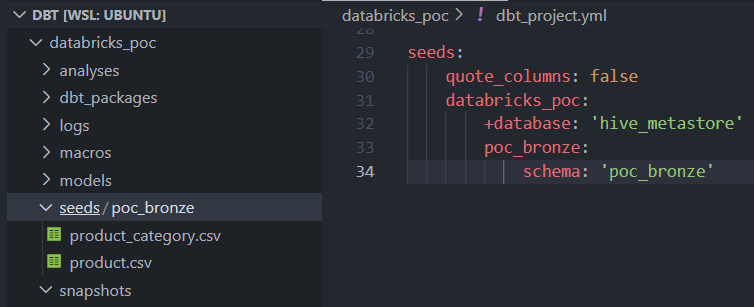 DBT [WSL: UBUNTU]
databricks_poc
analyses
dbt_packages
logs
macros
models
seeds/poc_bronze
product_category.csv
product.csv
snapshots
databricks_poc > ! dbt_project.yml
28
29 seeds:
30 quote_columns: false
31 databricks_poc:
32 +database: 'hive_metastore'
33 poc_bronze:
34 schema: 'poc_bronze'